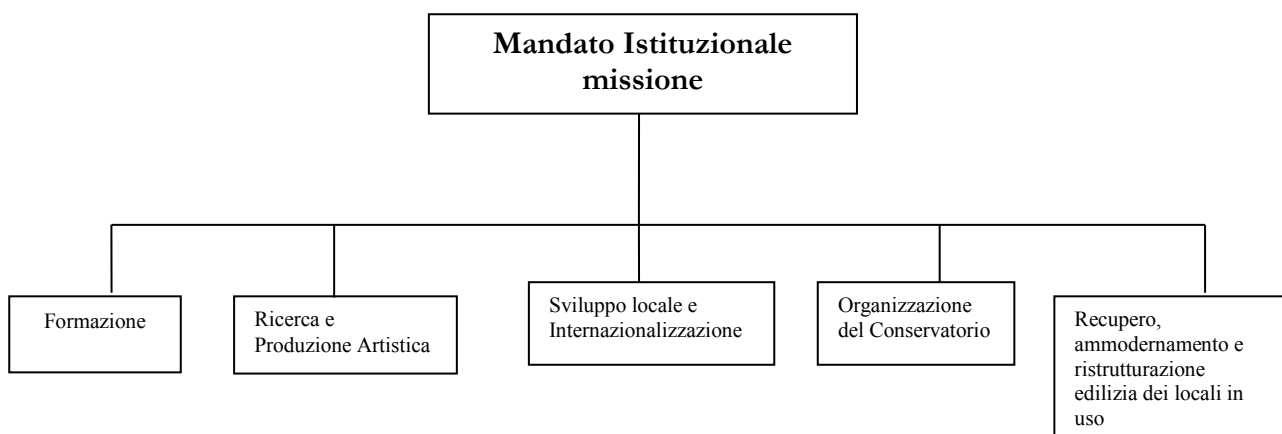 Mandato Istituzionale
missione
Formazione
Ricerca e
Produzione Artistica
Sviluppo locale e
Internazionalizzazione
Organizzazione
del Conservatorio
Recupero,
ammodernamento e
ristrutturazione
edilizia dei locali in
uso